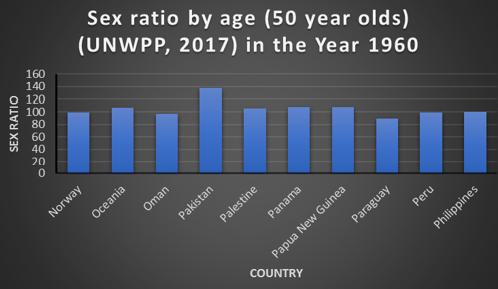 Sex ratio by age (50 year olds)
(UNWPP, 2017) in the Year 1960
SEX RATIO
160
140
120
100
80
60
40
20
0
Norway
Oceania
Oman
Pakistan
Palestine
Panama
Papua New Guinea
Paraguay
Peru
Philippines
COUNTRY